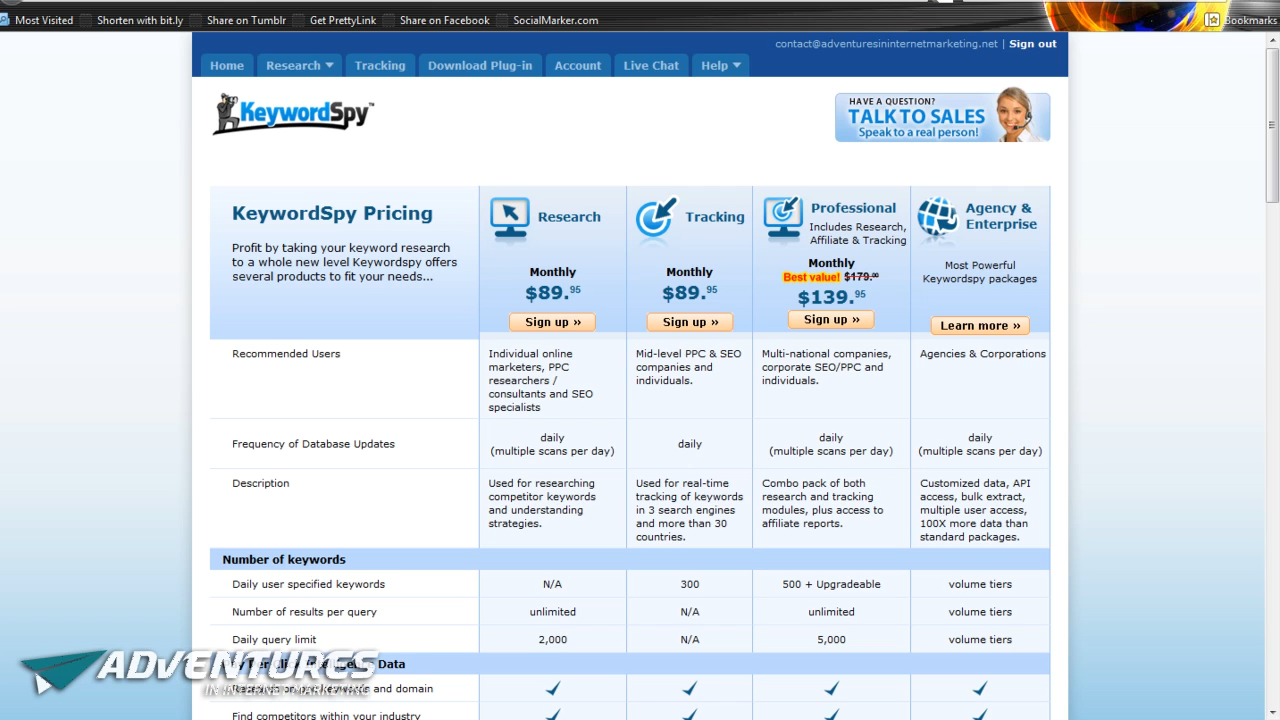 Most Visited Shorten with bit.ly Share on Tumblr Get PrettyLink Share on Facebook SocialMarker.com Bookmarks
contact@adventuresininternetmarketing.net | Sign out
Home Research Tracking Download Plug-in Account Live Chat Help
KeywordSpy™
HAVE A QUESTION?
TALK TO SALES
Speak to a real person!
KeywordSpy Pricing
Profit by taking your keyword research
to a whole new level Keywordspy offers
several products to fit your needs...
Research
Monthly
$89.95
Sign up »
Tracking
Monthly
$89.95
Sign up »
Professional
Includes Research,
Affiliate & Tracking
Monthly
Best value! $179.00
$139.95
Sign up »
Agency &
Enterprise
Most Powerful
Keywordspy packages
Learn more »
Recommended Users
Individual online
marketers, PPC
researchers /
consultants and SEO
specialists
Mid-level PPC & SEO
companies and
individuals.
Multi-national companies,
corporate SEO/PPC and
individuals.
Agencies & Corporations
Frequency of Database Updates
daily
(multiple scans per day)
daily
daily
(multiple scans per day)
daily
(multiple scans per day)
Description
Used for researching
competitor keywords
and understanding
strategies.
Used for real-time
tracking of keywords
in 3 search engines
and more than 30
countries.
Combo pack of both
research and tracking
modules, plus access to
affiliate reports.
Customized data, API
access, bulk extract,
multiple user access,
100X more data than
standard packages.
Number of keywords
Daily user specified keywords N/A 300 500 + Upgradeable volume tiers
Number of results per query unlimited N/A unlimited volume tiers
Daily query limit 2,000 N/A 5,000 volume tiers
Data
and domain
Find competitors within your industry
ADVENTURES
IN INTERNET MARKETING